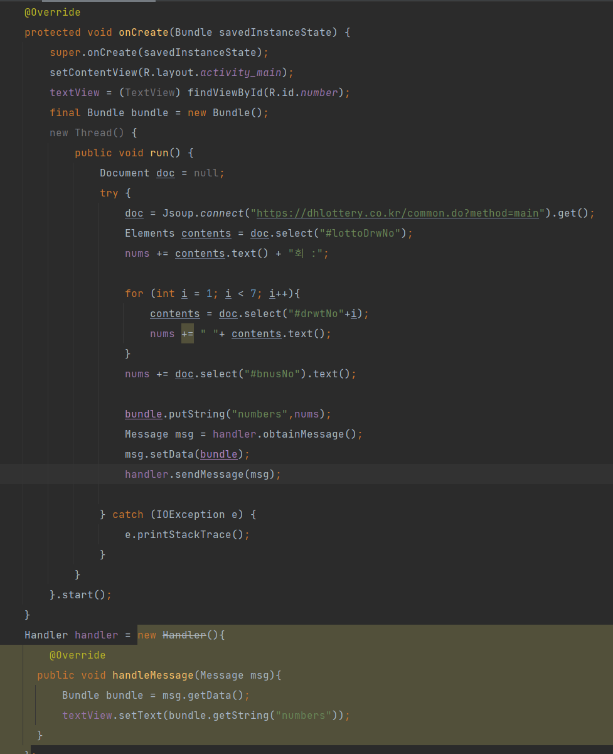 @Override
protected void onCreate(Bundle savedInstanceState) {
super.onCreate(savedInstanceState);
setContentView(R.layout.activity_main);
textView = (TextView) findViewById(R.id.number);
final Bundle bundle = new Bundle();
new Thread() {
public void run() {
Document doc = null;
try {
doc = Jsoup.connect("https://dhlottery.co.kr/common.do?method=main").get();
Elements contents = doc.select("#lottoDrwNo");
nums += contents.text() + "회 :";
for (int i = 1; i < 7; i++){
contents = doc.select("#drwtNo"+i);
nums += " "+ contents.text();
}
nums += doc.select("#bnusNo").text();
bundle.putString("numbers",nums);
Message msg = handler.obtainMessage();
msg.setData(bundle);
handler.sendMessage(msg);
} catch (IOException e) {
e.printStackTrace();
}
}
}.start();
}
Handler handler = new Handler(){
@Override
public void handleMessage(Message msg){
Bundle bundle = msg.getData();
textView.setText(bundle.getString("numbers"));
}